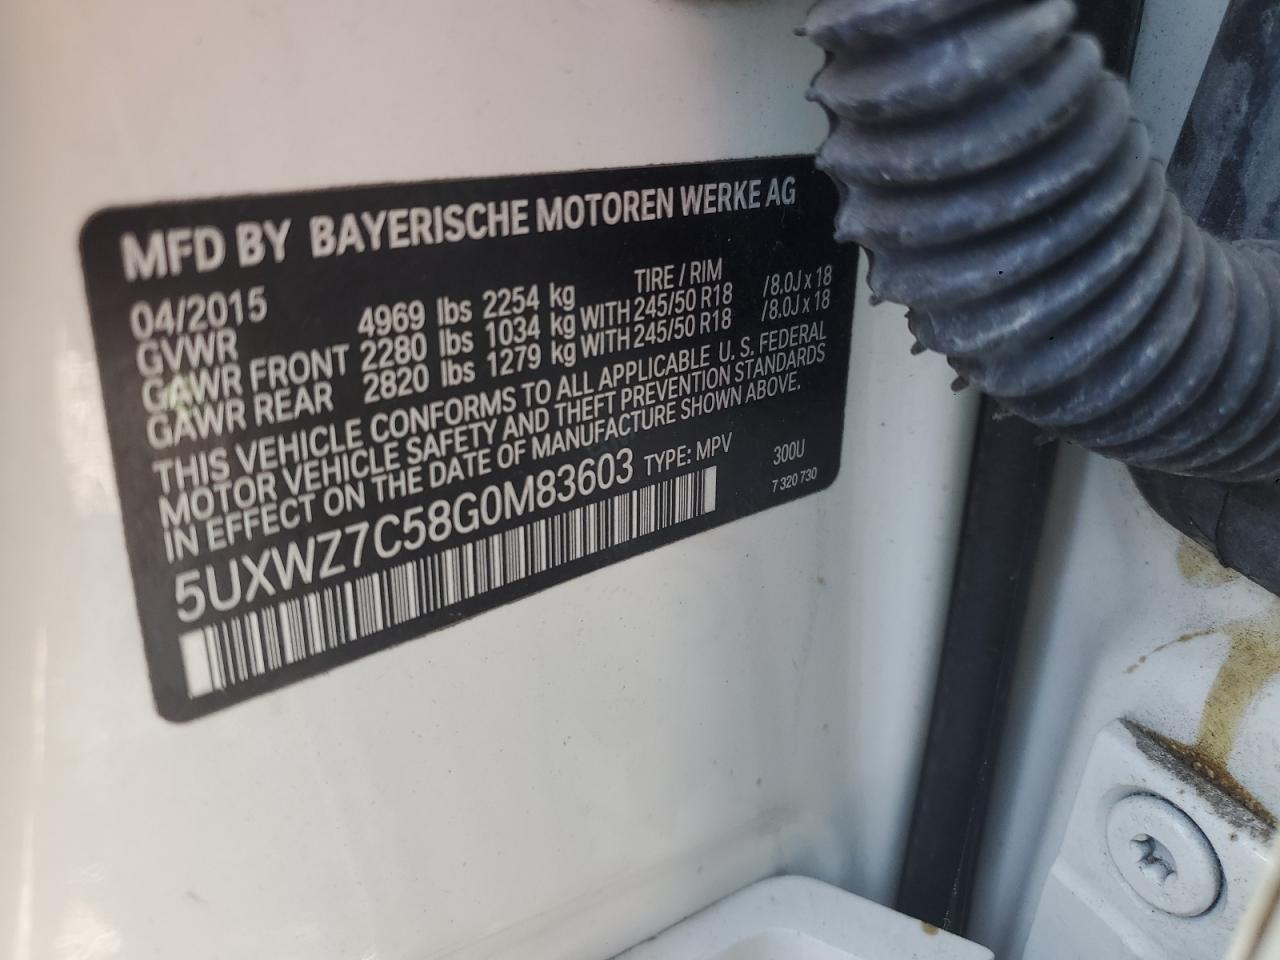 MFD BY BAYERISCHE MOTOREN WERKE AG
04/2015 TIRE / RIM
GVWR 4969 lbs 2254 kg
GAWR FRONT 2280 lbs 1034 kg WITH 245/50 R18 /8.0J x 18
GAWR REAR 2820 lbs 1279 kg WITH 245/50 R18 /8.0J x 18
THIS VEHICLE CONFORMS TO ALL APPLICABLE U. S. FEDERAL
MOTOR VEHICLE SAFETY AND THEFT PREVENTION STANDARDS
IN EFFECT ON THE DATE OF MANUFACTURE SHOWN ABOVE.
5UXWZ7C58G0M83603 TYPE: MPV 300U
7 320 730